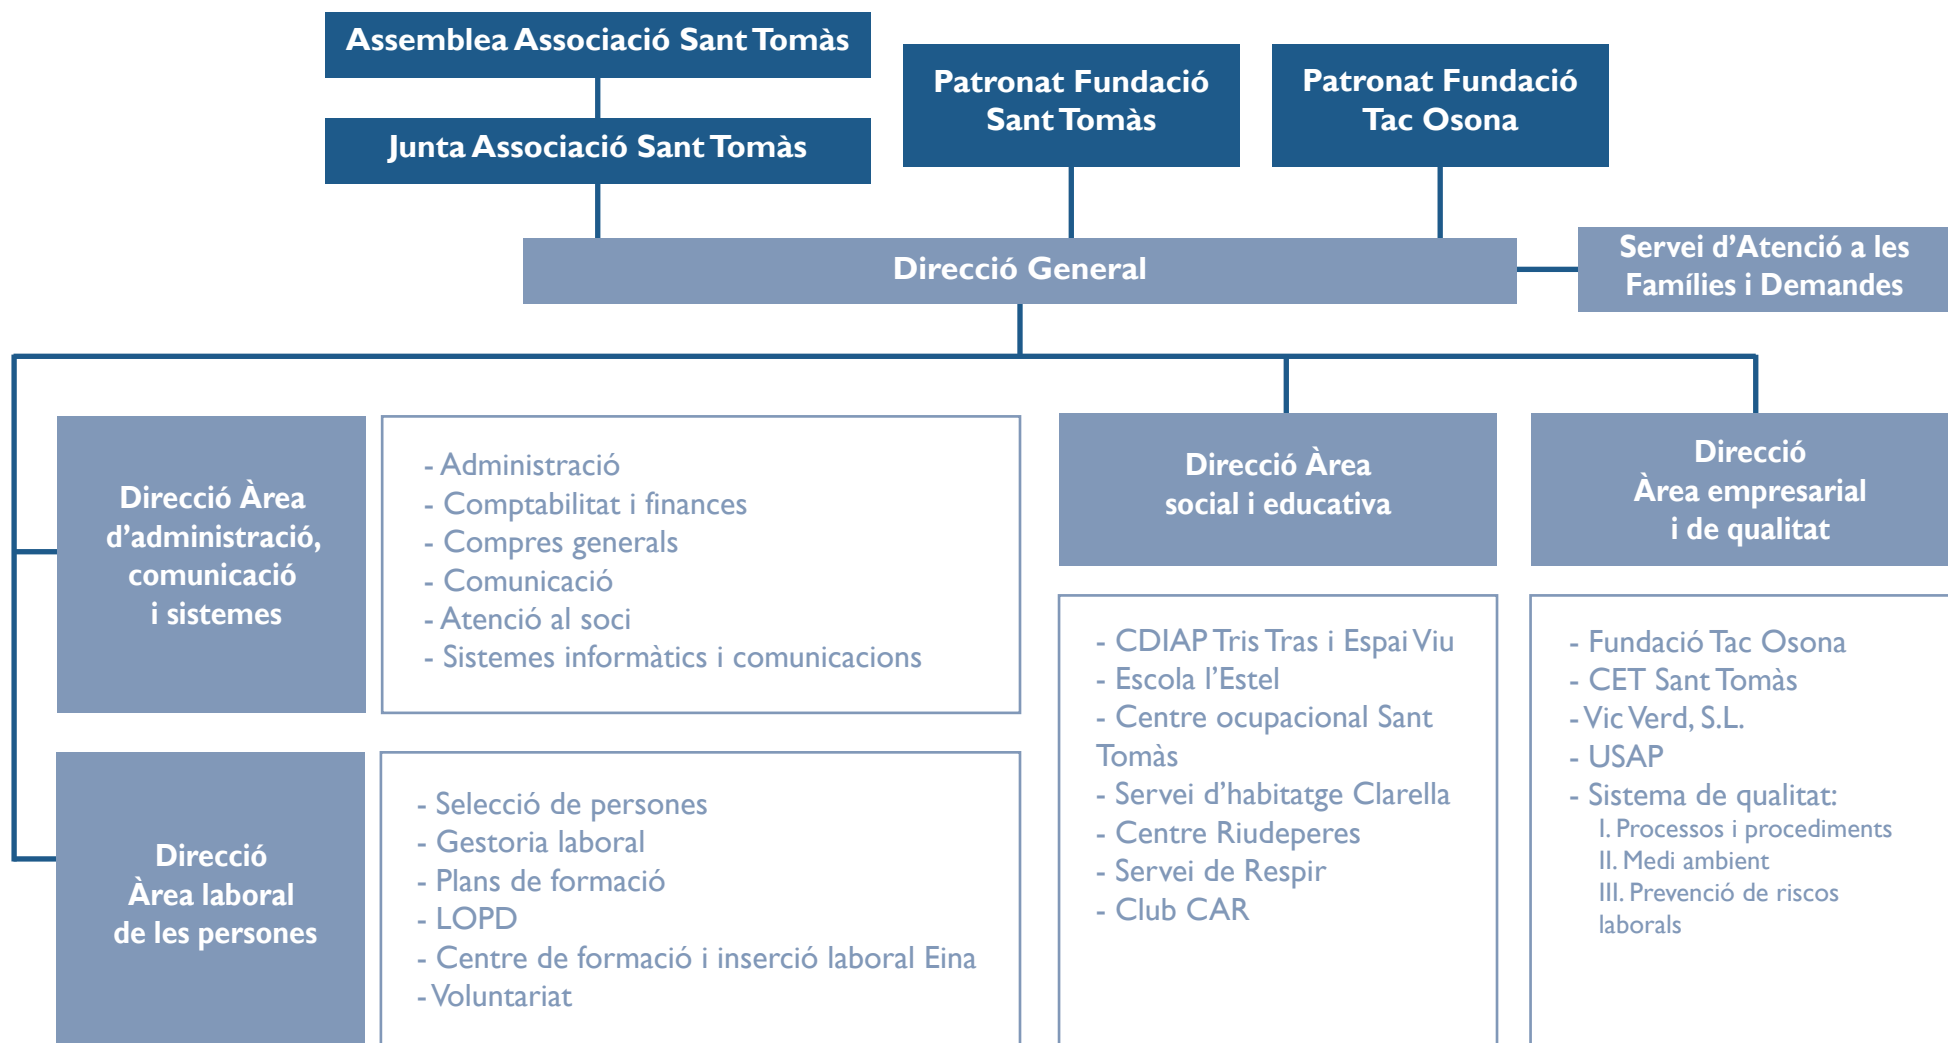 Assemblea Associació Sant Tomàs
Junta Associació Sant Tomàs
Patronat Fundació
Sant Tomàs
Patronat Fundació
Tac Osona
Direcció General
Servei d’Atenció a les
Famílies i Demandes
Direcció Àrea
d’administració,
comunicació
i sistemes
- Administració
- Comptabilitat i finances
- Compres generals
- Comunicació
- Atenció al soci
- Sistemes informàtics i comunicacions
Direcció
Àrea laboral
de les persones
- Selecció de persones
- Gestoria laboral
- Plans de formació
- LOPD
- Centre de formació i inserció laboral Eina
- Voluntariat
Direcció Àrea
social i educativa
- CDIAP Tris Tras i Espai Viu
- Escola l’Estel
- Centre ocupacional Sant
Tomàs
- Servei d’habitatge Clarella
- Centre Riudeperes
- Servei de Respir
- Club CAR
Direcció
Àrea empresarial
i de qualitat
- Fundació Tac Osona
- CET Sant Tomàs
- Vic Verd, S.L.
- USAP
- Sistema de qualitat:
I. Processos i procediments
II. Medi ambient
III. Prevenció de riscos
laborals